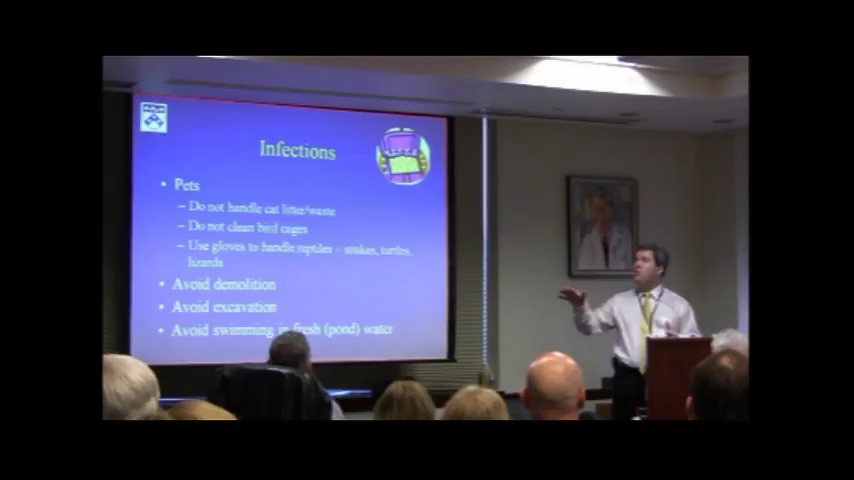 Infections
• Pets
– Do not handle cat litter/waste
– Do not clean bird cages
– Use gloves to handle reptiles – snakes, turtles,
lizards
• Avoid demolition
• Avoid excavation
• Avoid swimming in fresh (pond) water